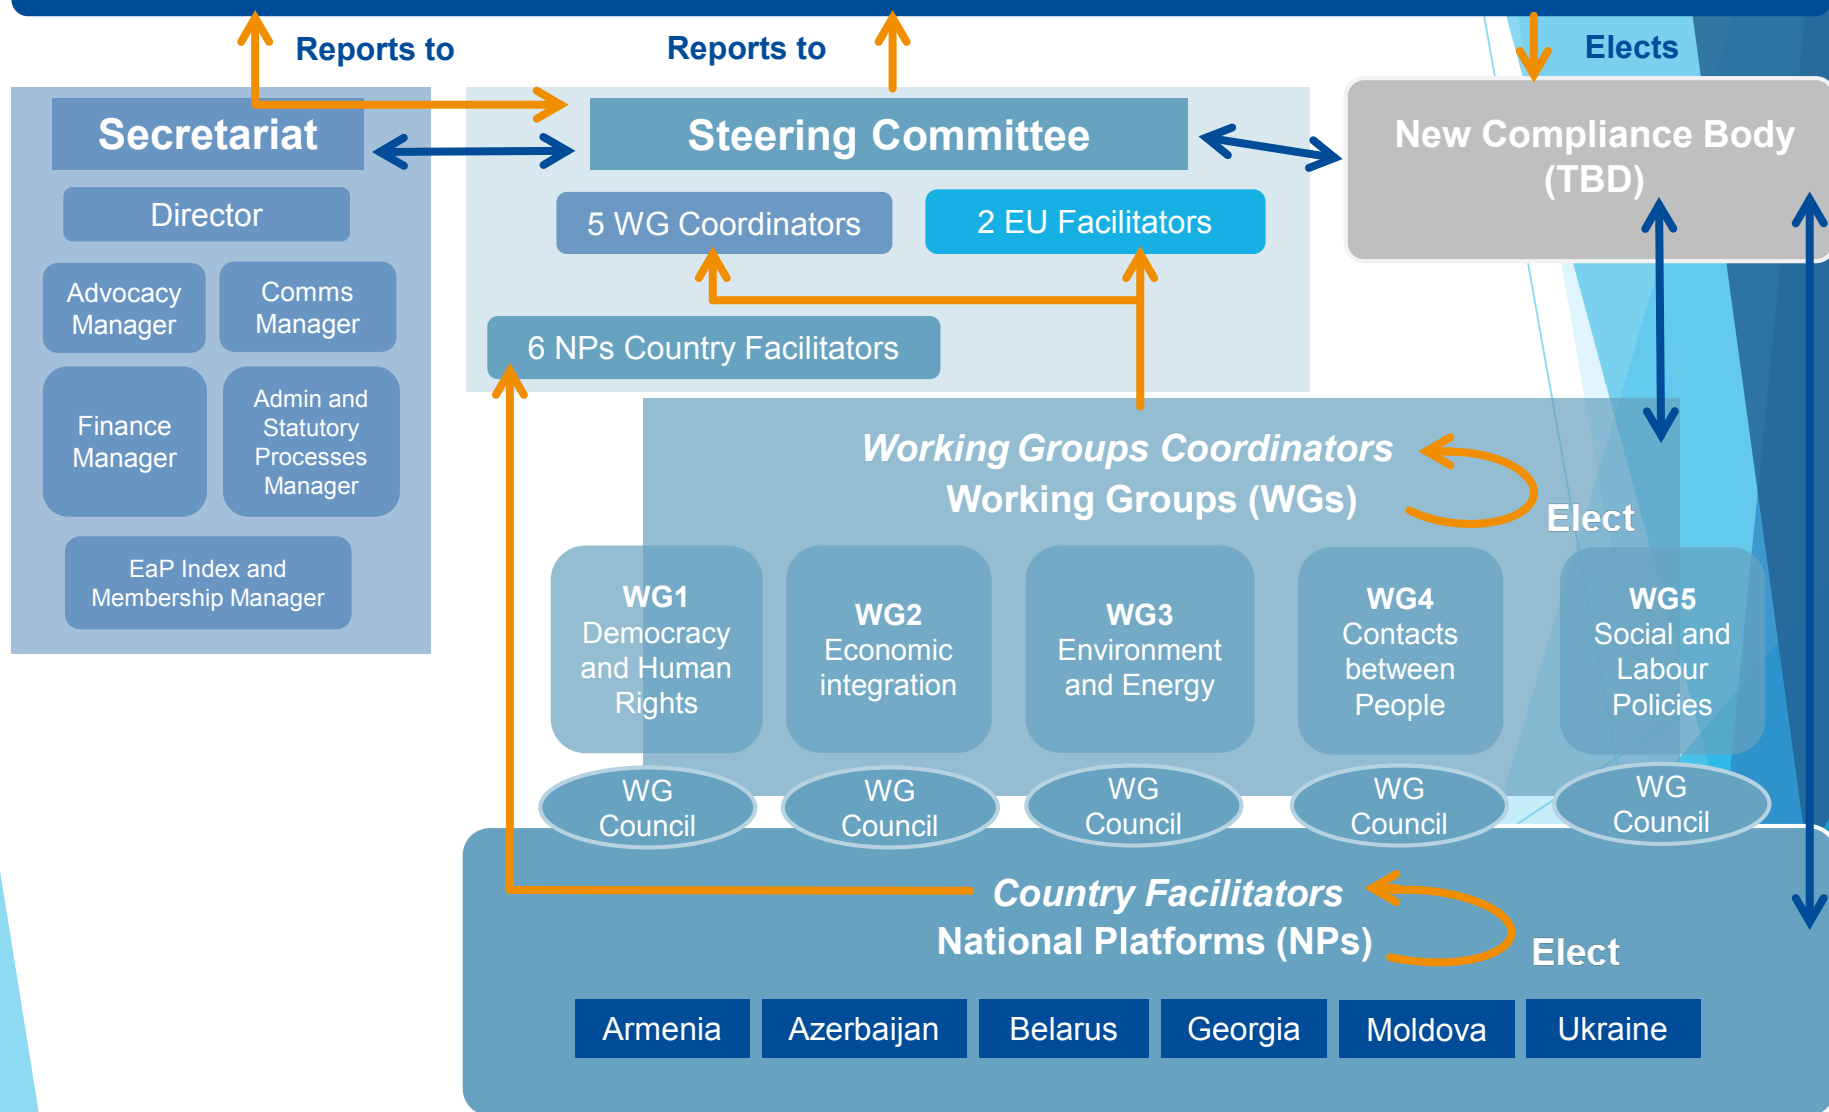 Reports to
Reports to
Elects
Secretariat
Director
Advocacy
Manager
Comms
Manager
Finance
Manager
Admin and
Statutory
Processes
Manager
EaP Index and
Membership Manager
Steering Committee
5 WG Coordinators
2 EU Facilitators
6 NPs Country Facilitators
New Compliance Body
(TBD)
Working Groups Coordinators
Working Groups (WGs)
Elect
WG1
Democracy
and Human
Rights
WG2
Economic
integration
WG3
Environment
and Energy
WG4
Contacts
between
People
WG5
Social and
Labour
Policies
WG
Council
WG
Council
WG
Council
WG
Council
WG
Council
Country Facilitators
National Platforms (NPs)
Elect
Armenia
Azerbaijan
Belarus
Georgia
Moldova
Ukraine